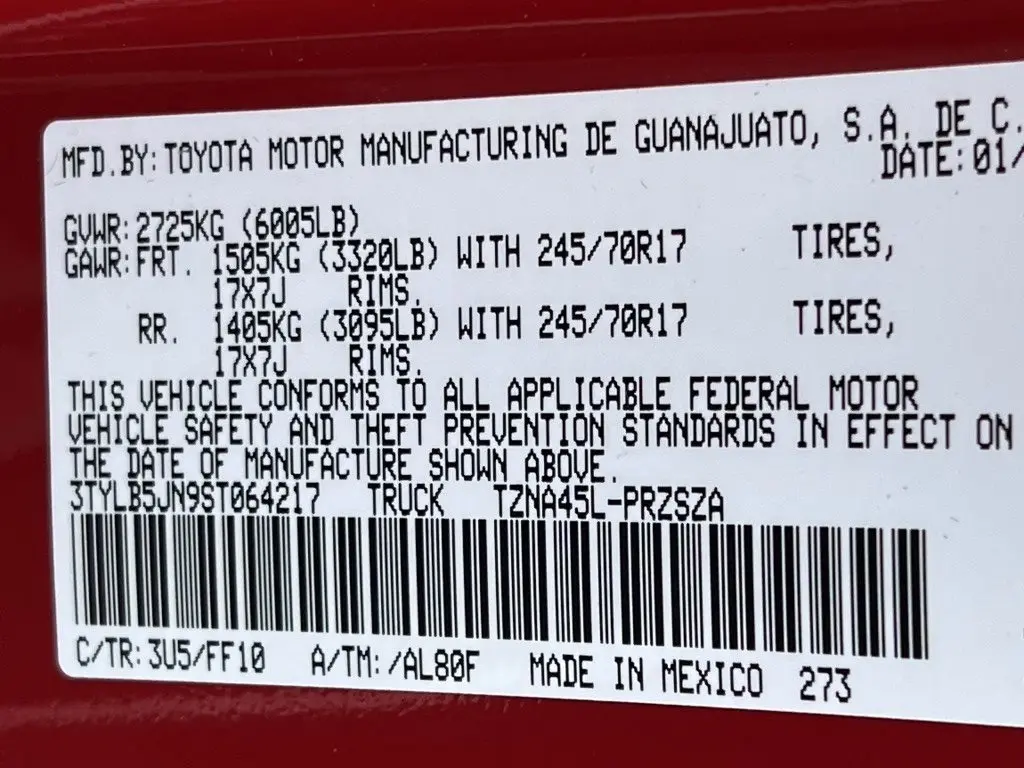 MFD.BY: TOYOTA MOTOR MANUFACTURING DE GUANAJUATO, S.A. DE C.
DATE: 01/
GVWR: 2725KG (6005LB)
GAWR: FRT. 1505KG (3320LB) WITH 245/70R17 TIRES,
17X7J RIMS.
RR. 1405KG (3095LB) WITH 245/70R17 TIRES,
17X7J RIMS.
THIS VEHICLE CONFORMS TO ALL APPLICABLE FEDERAL MOTOR
VEHICLE SAFETY AND THEFT PREVENTION STANDARDS IN EFFECT ON
THE DATE OF MANUFACTURE SHOWN ABOVE.
3TYLB5JN9ST064217 TRUCK TZNA45L-PRZSZA
C/TR: 3U5/FF10 A/TM: /AL80F MADE IN MEXICO 273